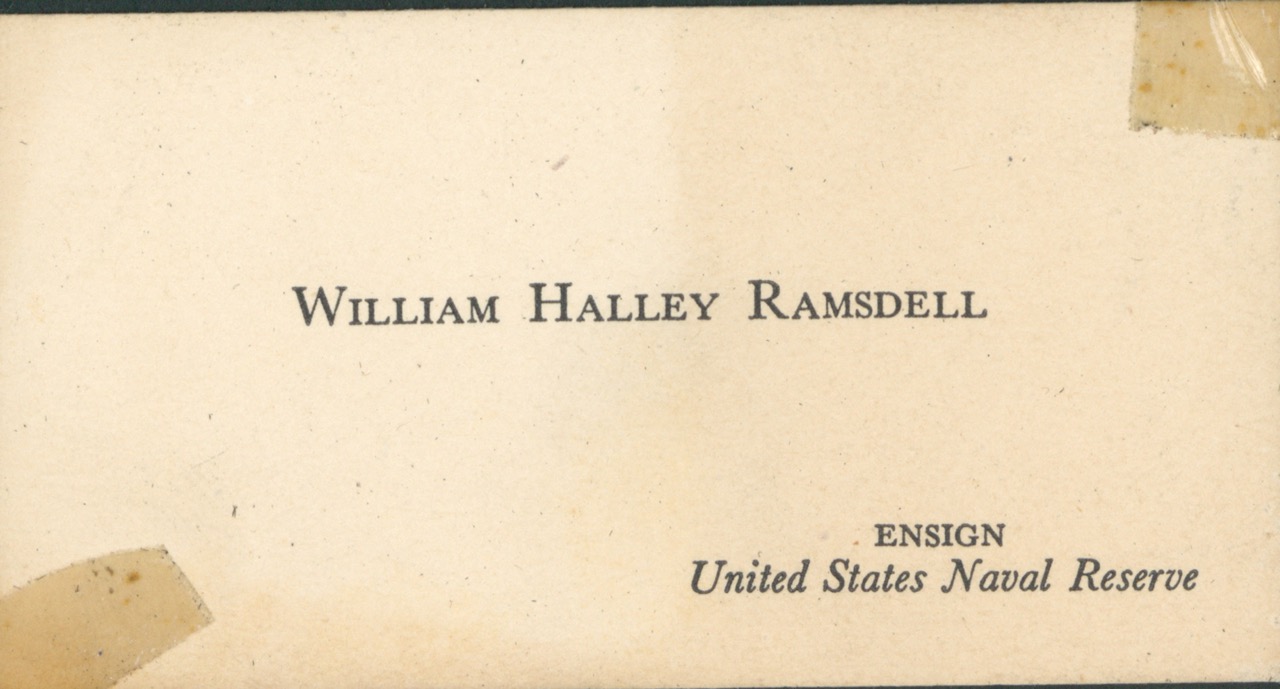 William Halley Ramsdell
ENSIGN
United States Naval Reserve